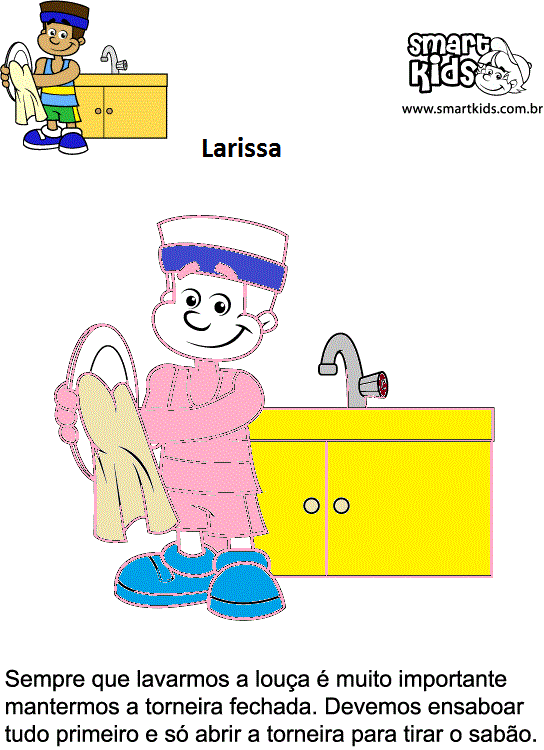 smart
kids
www.smartkids.com.br
Larissa
Sempre que lavarmos a louça é muito importante
mantermos a torneira fechada. Devemos ensaboar
tudo primeiro e só abrir a torneira para tirar o sabão.